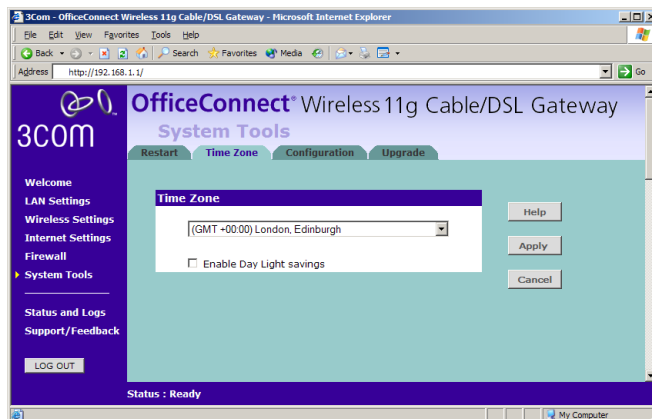 3Com - OfficeConnect Wireless 11g Cable/DSL Gateway - Microsoft Internet Explorer
File Edit View Favorites Tools Help
Back Search Favorites Media
Address http://192.168.1.1/ Go
3COM
OfficeConnect® Wireless 11g Cable/DSL Gateway
System Tools
Restart Time Zone Configuration Upgrade
Welcome
LAN Settings
Wireless Settings
Internet Settings
Firewall
System Tools
Status and Logs
Support/Feedback
LOG OUT
Time Zone
(GMT +00:00) London, Edinburgh
Enable Day Light savings
Help
Apply
Cancel
Status : Ready
My Computer